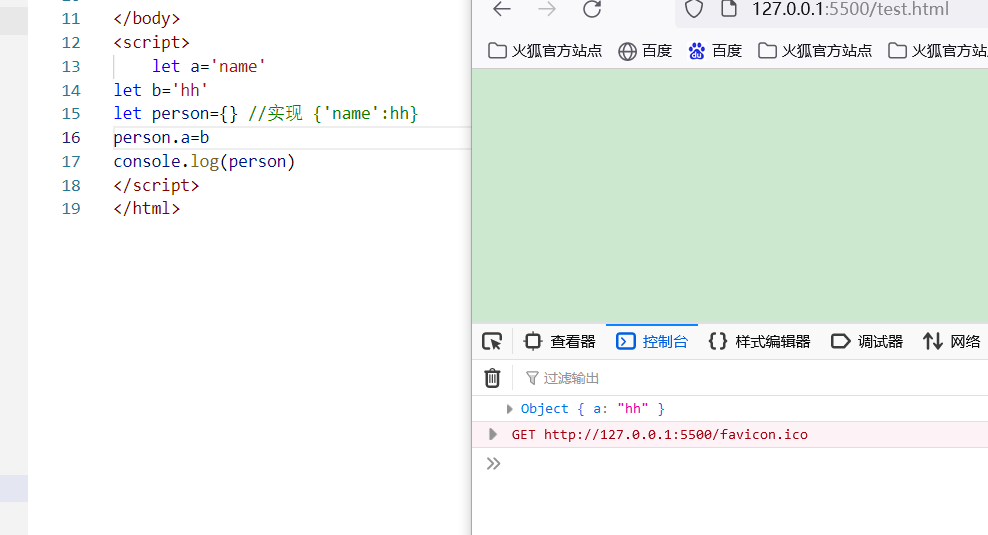 11 </body>
12 <script>
13 let a='name'
14 let b='hh'
15 let person={} //实现 {'name':hh}
16 person.a=b
17 console.log(person)
18 </script>
19 </html>
127.0.0.1:5500/test.html
火狐官方站点 百度 du 百度 火狐官方站点 火狐官方站
查看器 控制台 样式编辑器 调试器 网络
过滤输出
Object { a: "hh" }
GET http://127.0.0.1:5500/favicon.ico